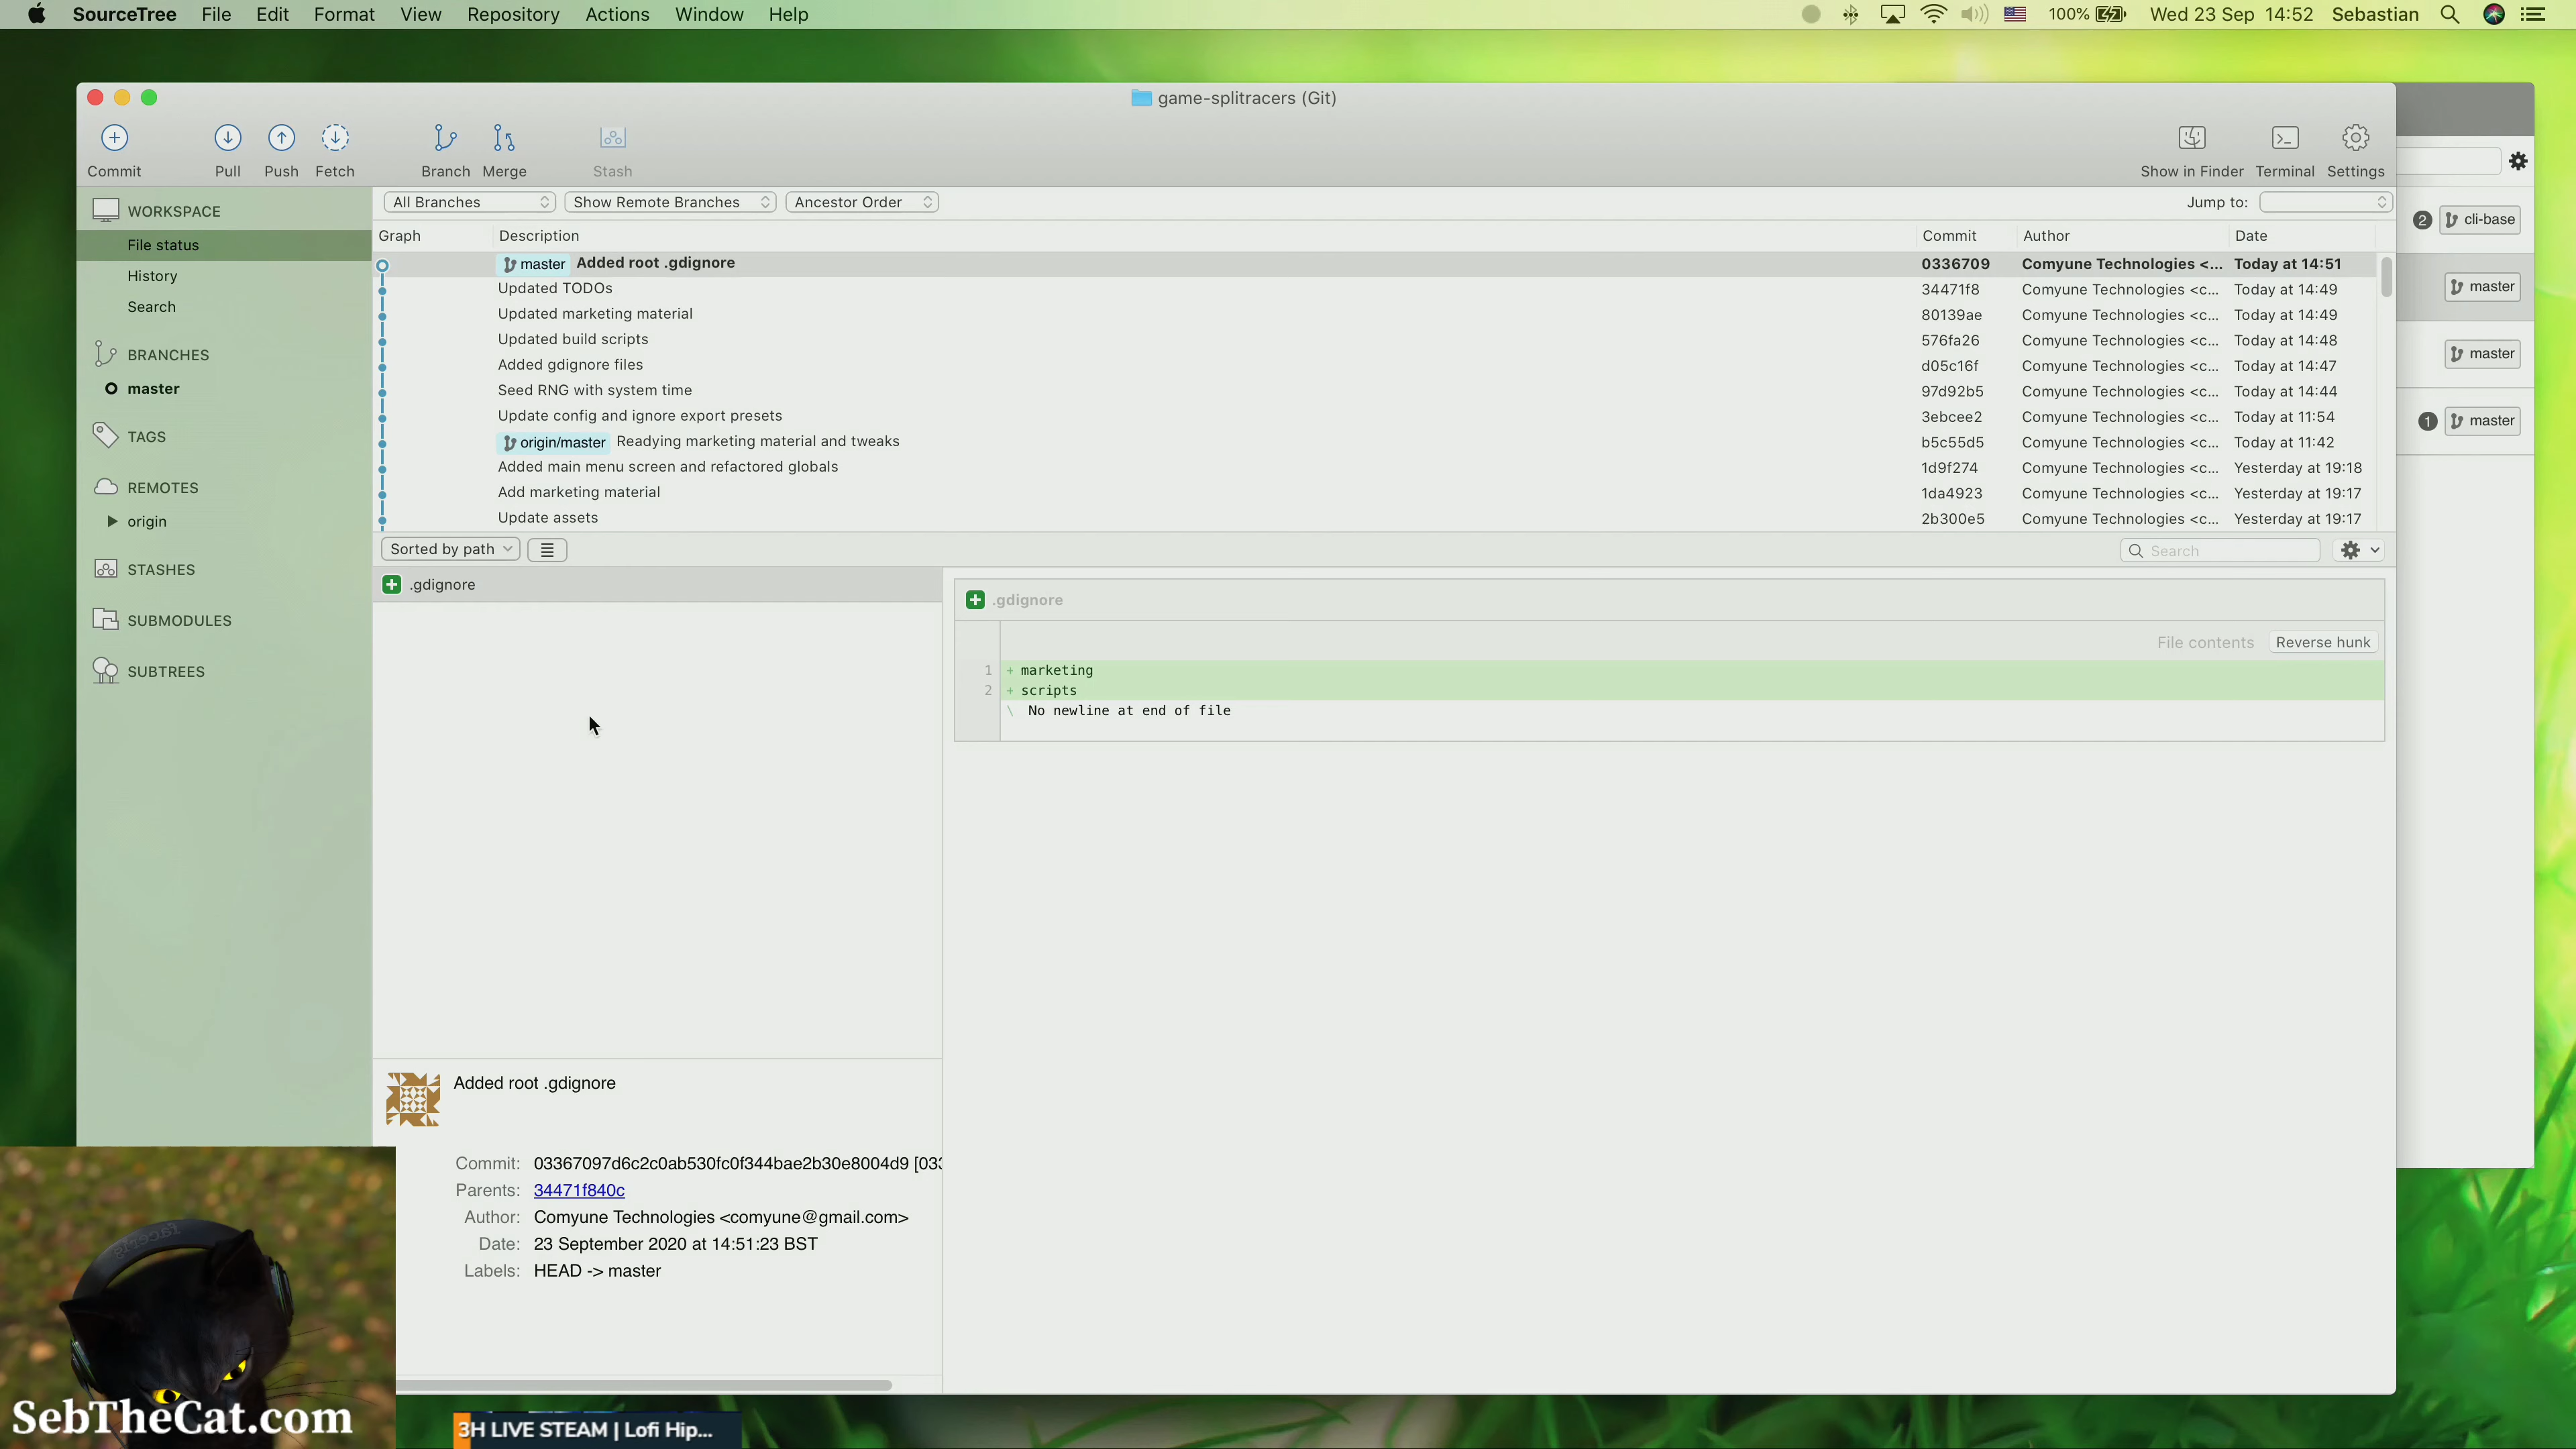 SourceTree File Edit Format View Repository Actions Window Help 100% Wed 23 Sep 14:52 Sebastian
game-splitracers (Git)
Commit Pull Push Fetch Branch Merge Stash Show in Finder Terminal Settings
WORKSPACE
File status
History
Search
BRANCHES
master
TAGS
REMOTES
origin
STASHES
SUBMODULES
SUBTREES
All Branches Show Remote Branches Ancestor Order Jump to:
Graph Description Commit Author Date
master Added root .gdignore 0336709 Comyune Technologies <... Today at 14:51
Updated TODOs 34471f8 Comyune Technologies <c... Today at 14:49
Updated marketing material 80139ae Comyune Technologies <c... Today at 14:49
Updated build scripts 576fa26 Comyune Technologies <c... Today at 14:48
Added gdignore files d05c16f Comyune Technologies <c... Today at 14:47
Seed RNG with system time 97d92b5 Comyune Technologies <c... Today at 14:44
Update config and ignore export presets 3ebcee2 Comyune Technologies <c... Today at 11:54
origin/master Readying marketing material and tweaks b5c55d5 Comyune Technologies <c... Today at 11:42
Added main menu screen and refactored globals 1d9f274 Comyune Technologies <c... Yesterday at 19:18
Add marketing material 1da4923 Comyune Technologies <c... Yesterday at 19:17
Update assets 2b300e5 Comyune Technologies <c... Yesterday at 19:17
2 cli-base
master
master
1 master
Sorted by path Search
.gdignore
.gdignore
File contents Reverse hunk
1 + marketing
2 + scripts
\ No newline at end of file
Added root .gdignore
Commit: 03367097d6c2c0ab530fc0f344bae2b30e8004d9 [033
Parents: 34471f840c
Author: Comyune Technologies <comyune@gmail.com>
Date: 23 September 2020 at 14:51:23 BST
Labels: HEAD -> master
SebTheCat.com
3H LIVE STEAM | Lofi Hip...